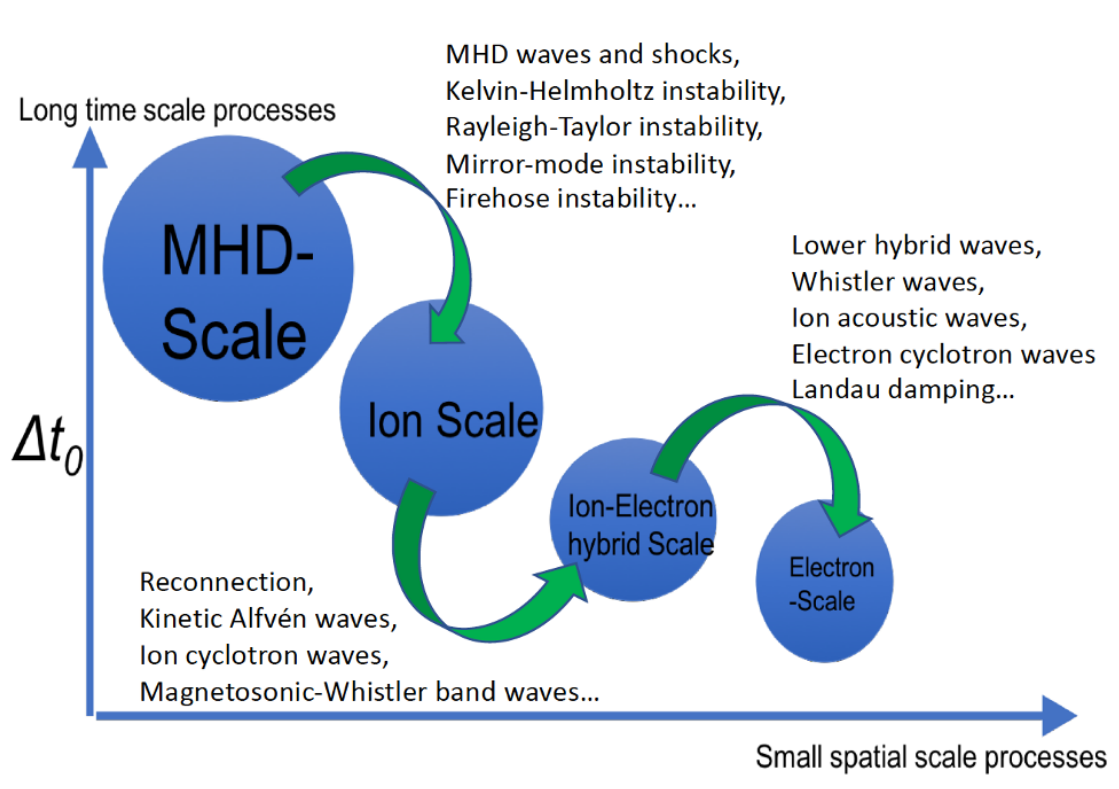 MHD waves and shocks,
Kelvin-Helmholtz instability,
Rayleigh-Taylor instability,
Mirror-mode instability,
Firehose instability...
Long time scale processes
MHD-
Scale
Lower hybrid waves,
Whistler waves,
Ion acoustic waves,
Electron cyclotron waves
Landau damping...
Ion Scale
Δt₀
Ion-Electron
hybrid Scale
Electron
-Scale
Reconnection,
Kinetic Alfvén waves,
Ion cyclotron waves,
Magnetosonic-Whistler band waves...
Small spatial scale processes